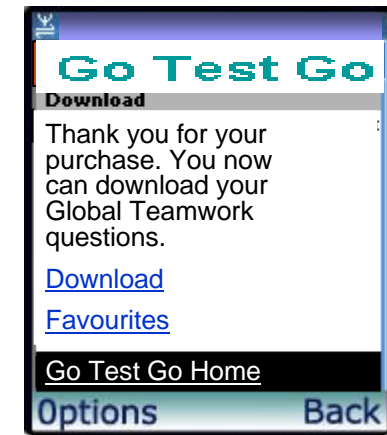 Go Test Go
Download
Thank you for your
purchase. You now
can download your
Global Teamwork
questions.
Download
Favourites
Go Test Go Home
Options Back